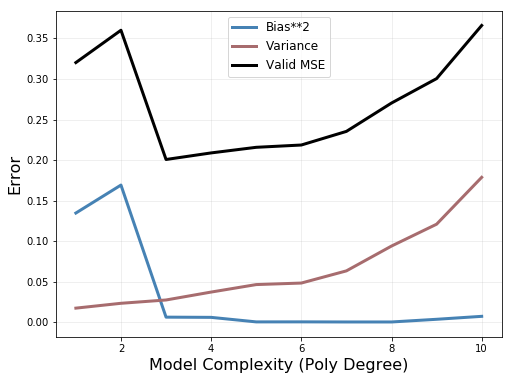 Bias**2
Variance
Valid MSE
Error
0.35
0.30
0.25
0.20
0.15
0.10
0.05
0.00
2
4
6
8
10
Model Complexity (Poly Degree)